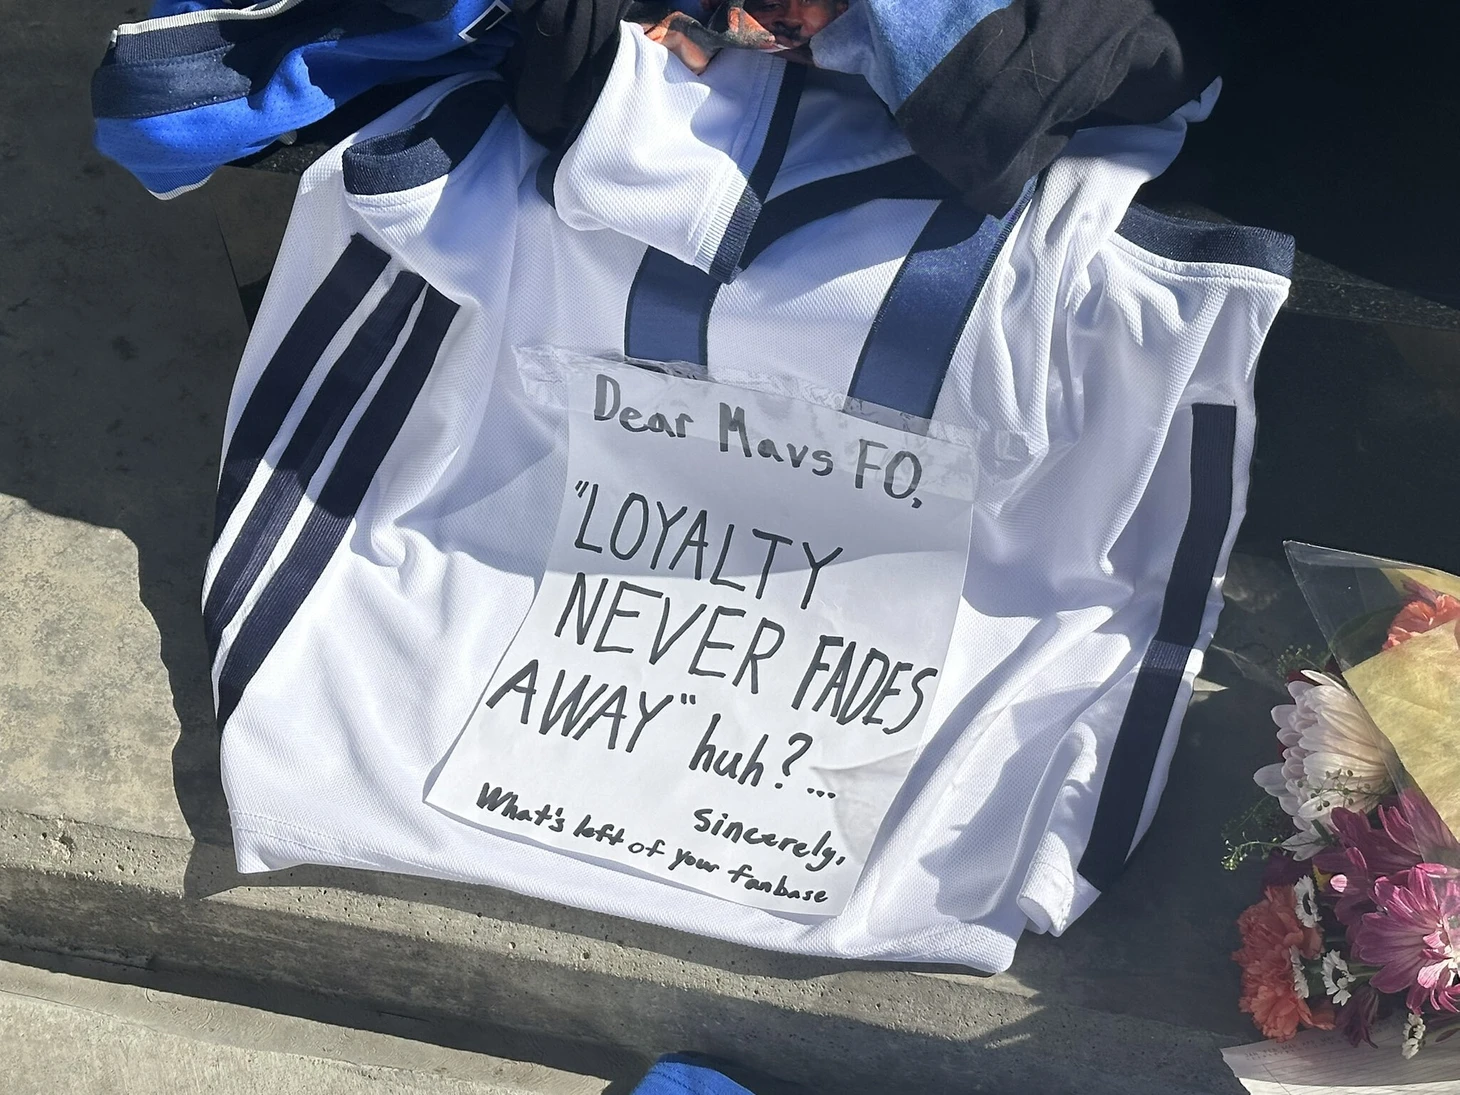 Dear Mavs FO,
"LOYALTY
NEVER FADES
AWAY" huh?...
Sincerely,
What's left of your fanbase